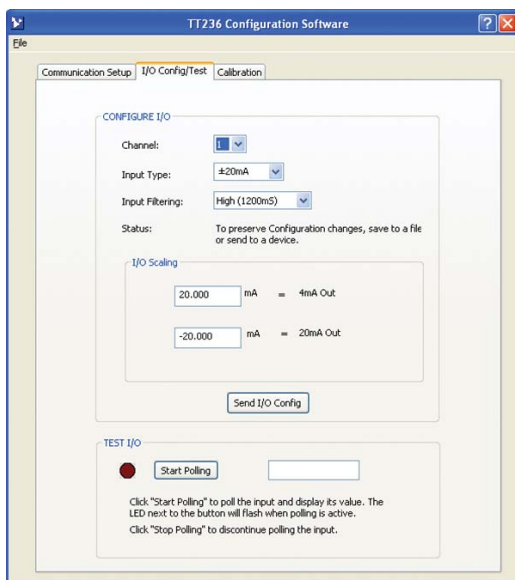 TT236 Configuration Software
File
Communication Setup I/O Config/Test Calibration
CONFIGURE I/O
Channel: 1
Input Type: ±20mA
Input Filtering: High (1200mS)
Status: To preserve Configuration changes, save to a file
or send to a device.
I/O Scaling
20.000 mA = 4mA Out
-20.000 mA = 20mA Out
Send I/O Config
TEST I/O
Start Polling
Click "Start Polling" to poll the input and display its value. The
LED next to the button will flash when polling is active.
Click "Stop Polling" to discontinue polling the input.